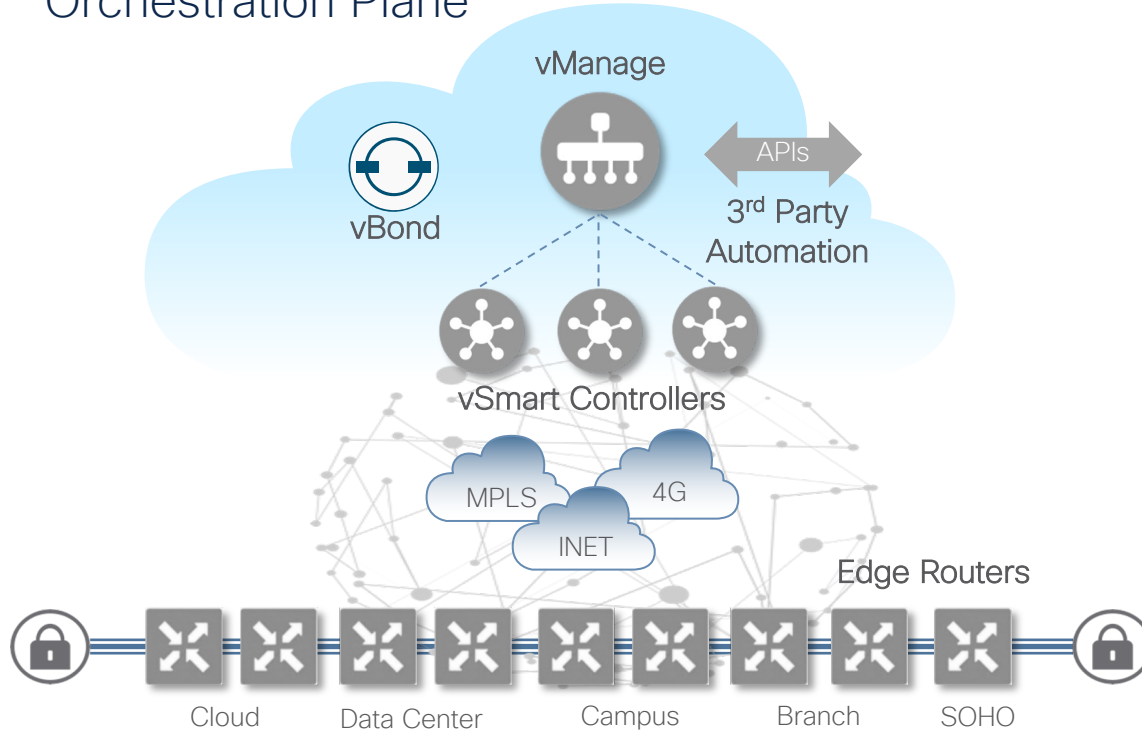 Orchestration Plane
vManage
APIs
vBond
3rd Party
Automation
vSmart Controllers
MPLS
4G
INET
Edge Routers
Cloud
Data Center
Campus
Branch
SOHO